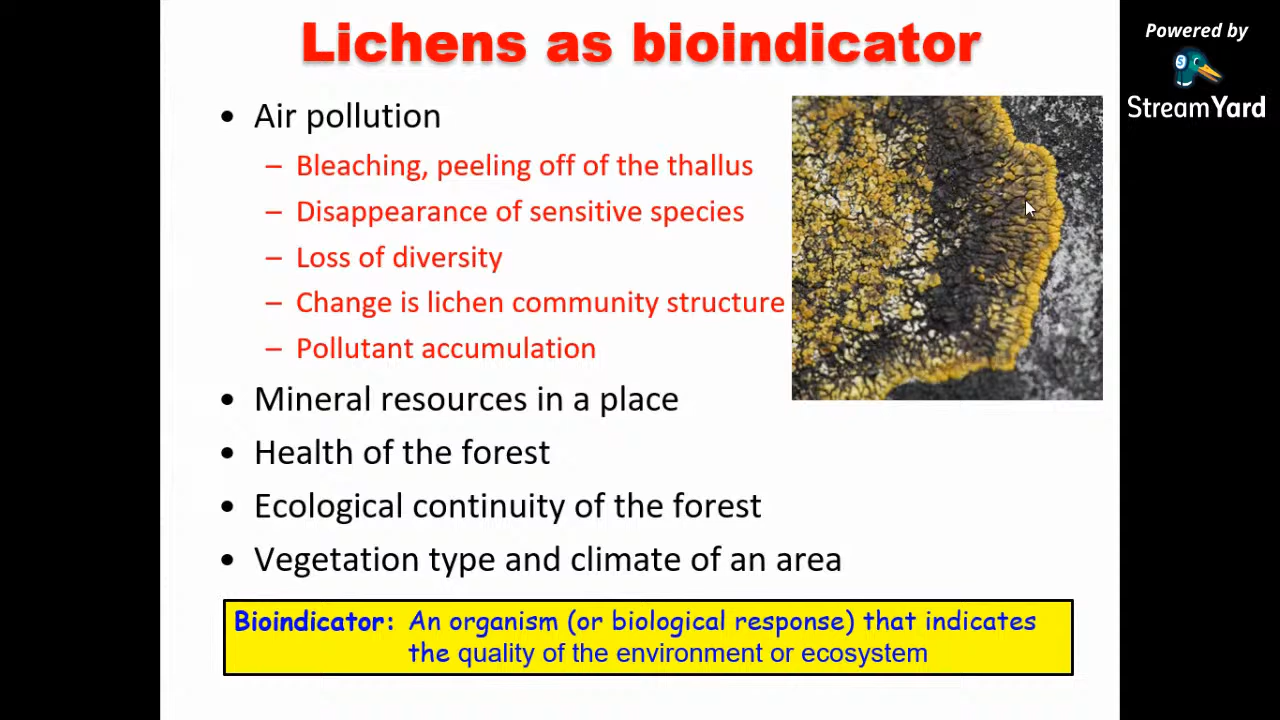 Lichens as bioindicator
Powered by
StreamYard
• Air pollution
– Bleaching, peeling off of the thallus
– Disappearance of sensitive species
– Loss of diversity
– Change is lichen community structure
– Pollutant accumulation
• Mineral resources in a place
• Health of the forest
• Ecological continuity of the forest
• Vegetation type and climate of an area
Bioindicator: An organism (or biological response) that indicates
the quality of the environment or ecosystem